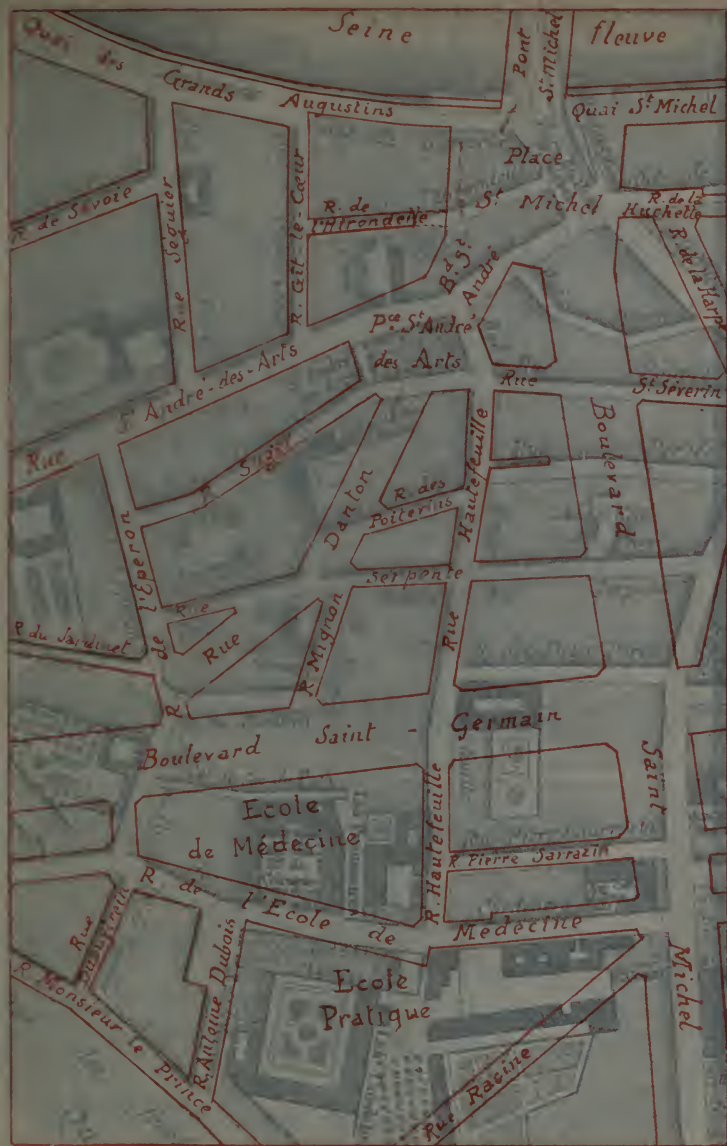 Seine fleuve
Quai des Grands Augustins
Pont St Michel
Quai St Michel
Place St Michel
R. de Savoie
Rue Séguier
R. Gît-le-Cœur
R. de l'Hirondelle
R. de la Huchette
R. de la Harp
Bd St André
Pce St André des Arts
Rue St André-des-Arts
Rue St Séverin
R. S
Danton
R. des Poitevins
Hautefeuille
Boulevard
l'Eperon
de
R.
Serpente
Rue
Rue
R. Mignon
Rue
R. du Jardinet
Boulevard Saint-Germain
Saint
Ecole de Médecine
R. Hautefeuille
R. Pierre Sarrazin
R. de l'Ecole de Médecine
Rue
R. Monsieur le Prince
R. Antoine Dubois
Ecole Pratique
Michel
Rue Racine